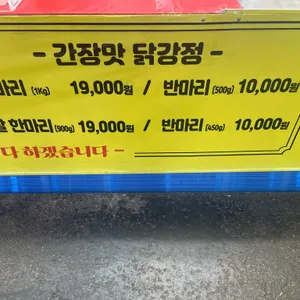 - 간장맛 닭강정 -
마리 (1Kg) 19,000원 / 반마리 (500g) 10,000원
살 한마리 (900g) 19,000원 / 반마리 (450g) 10,000원
다 하겠습니다 -